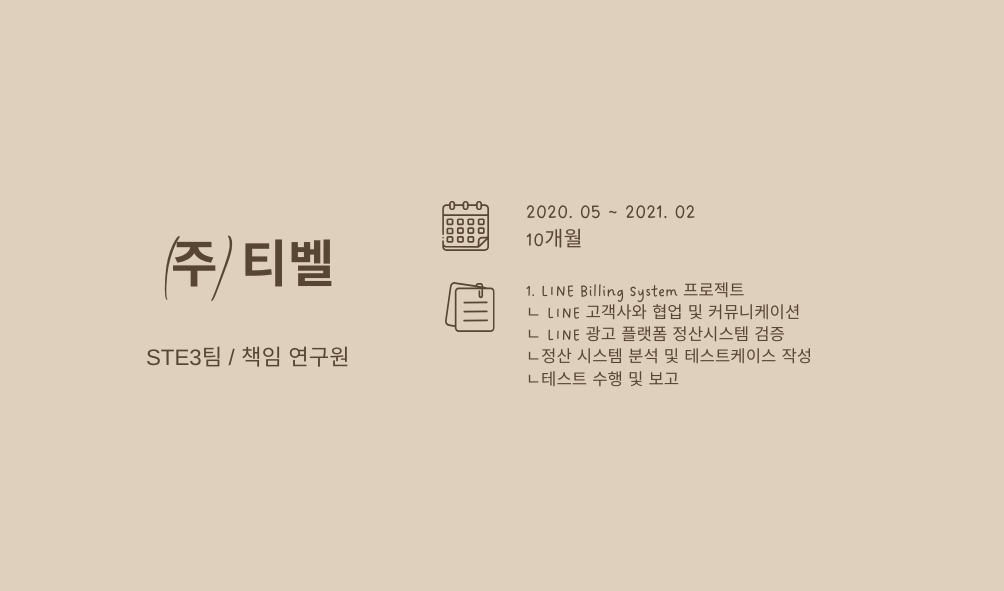 (주) 티벨
STE3팀 / 책임 연구원
2020. 05 ~ 2021. 02
10개월
1. LINE Billing System 프로젝트
ㄴ LINE 고객사와 협업 및 커뮤니케이션
ㄴ LINE 광고 플랫폼 정산시스템 검증
ㄴ정산 시스템 분석 및 테스트케이스 작성
ㄴ테스트 수행 및 보고